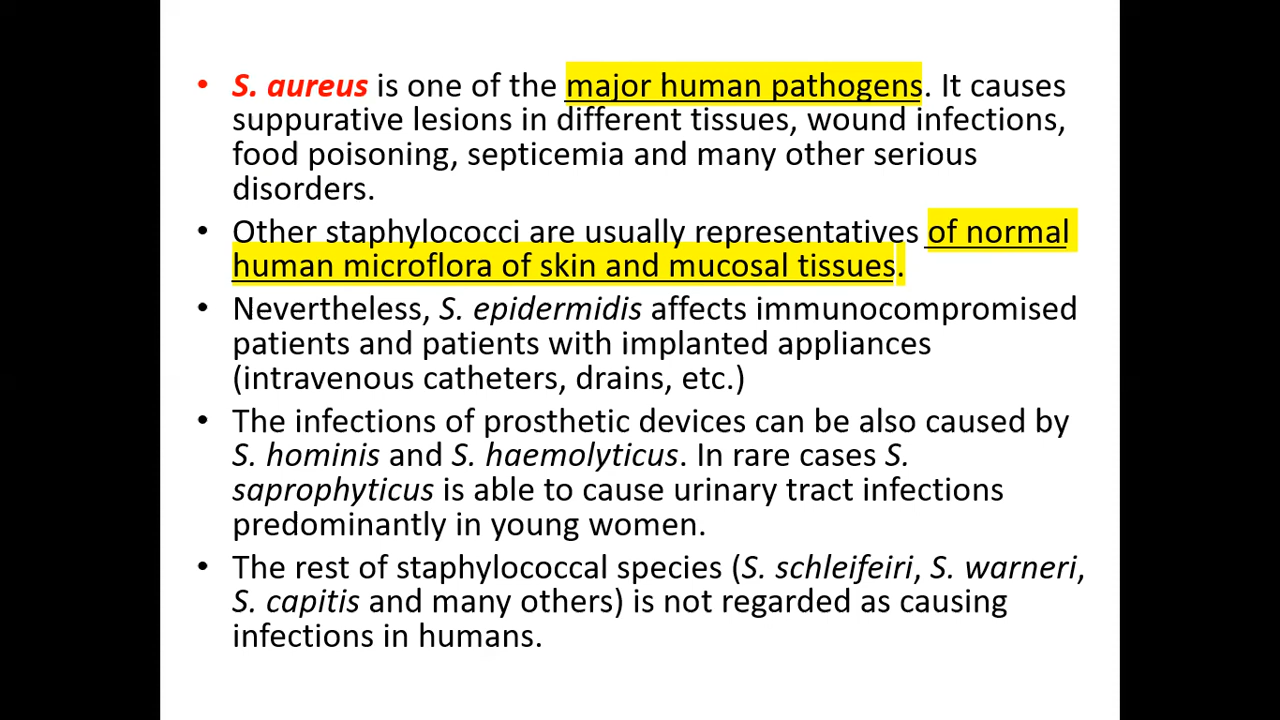 • S. aureus is one of the major human pathogens. It causes
suppurative lesions in different tissues, wound infections,
food poisoning, septicemia and many other serious
disorders.
• Other staphylococci are usually representatives of normal
human microflora of skin and mucosal tissues.
• Nevertheless, S. epidermidis affects immunocompromised
patients and patients with implanted appliances
(intravenous catheters, drains, etc.)
• The infections of prosthetic devices can be also caused by
S. hominis and S. haemolyticus. In rare cases S.
saprophyticus is able to cause urinary tract infections
predominantly in young women.
• The rest of staphylococcal species (S. schleifeiri, S. warneri,
S. capitis and many others) is not regarded as causing
infections in humans.